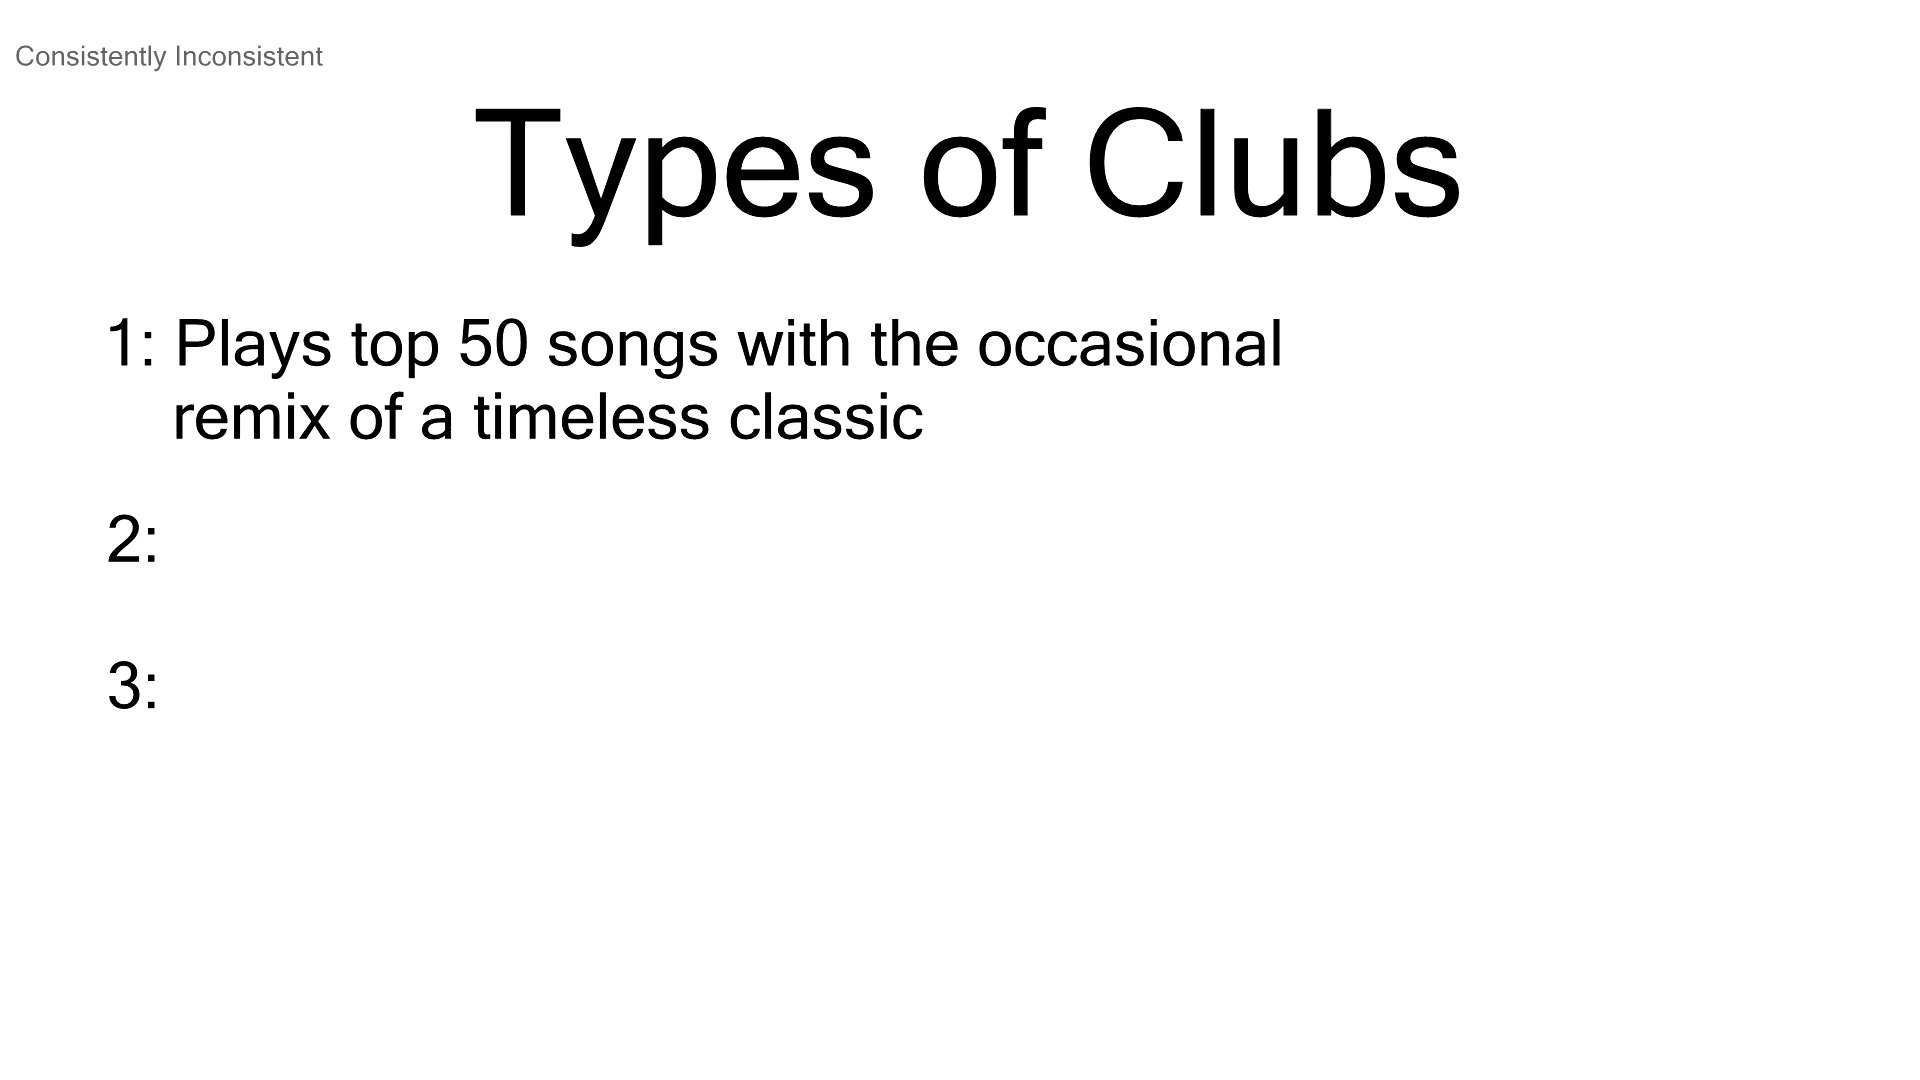 Consistently Inconsistent
Types of Clubs
1: Plays top 50 songs with the occasional
remix of a timeless classic
2:
3: